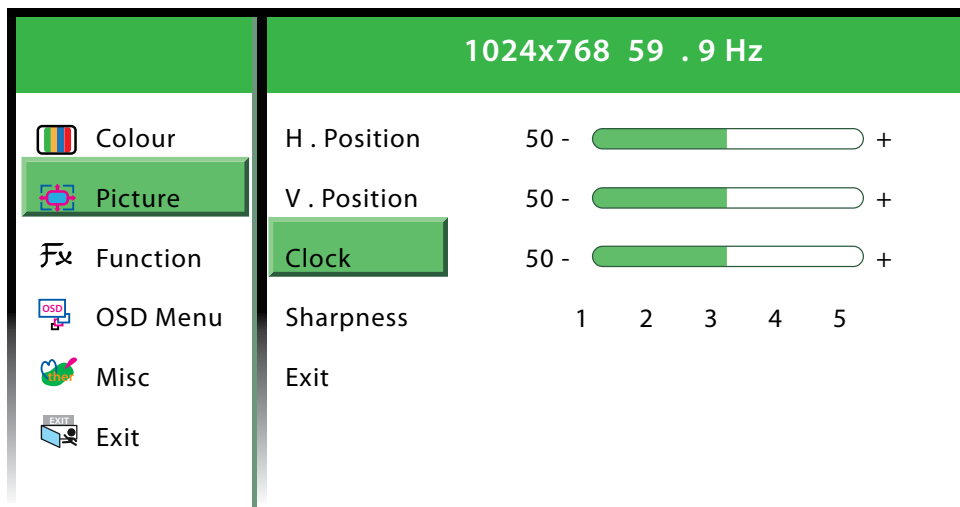 1024x768 59 . 9 Hz
Colour
Picture
Fx Function
OSD OSD Menu
ther Misc
EXIT Exit
H . Position 50 - +
V . Position 50 - +
Clock 50 - +
Sharpness 1 2 3 4 5
Exit